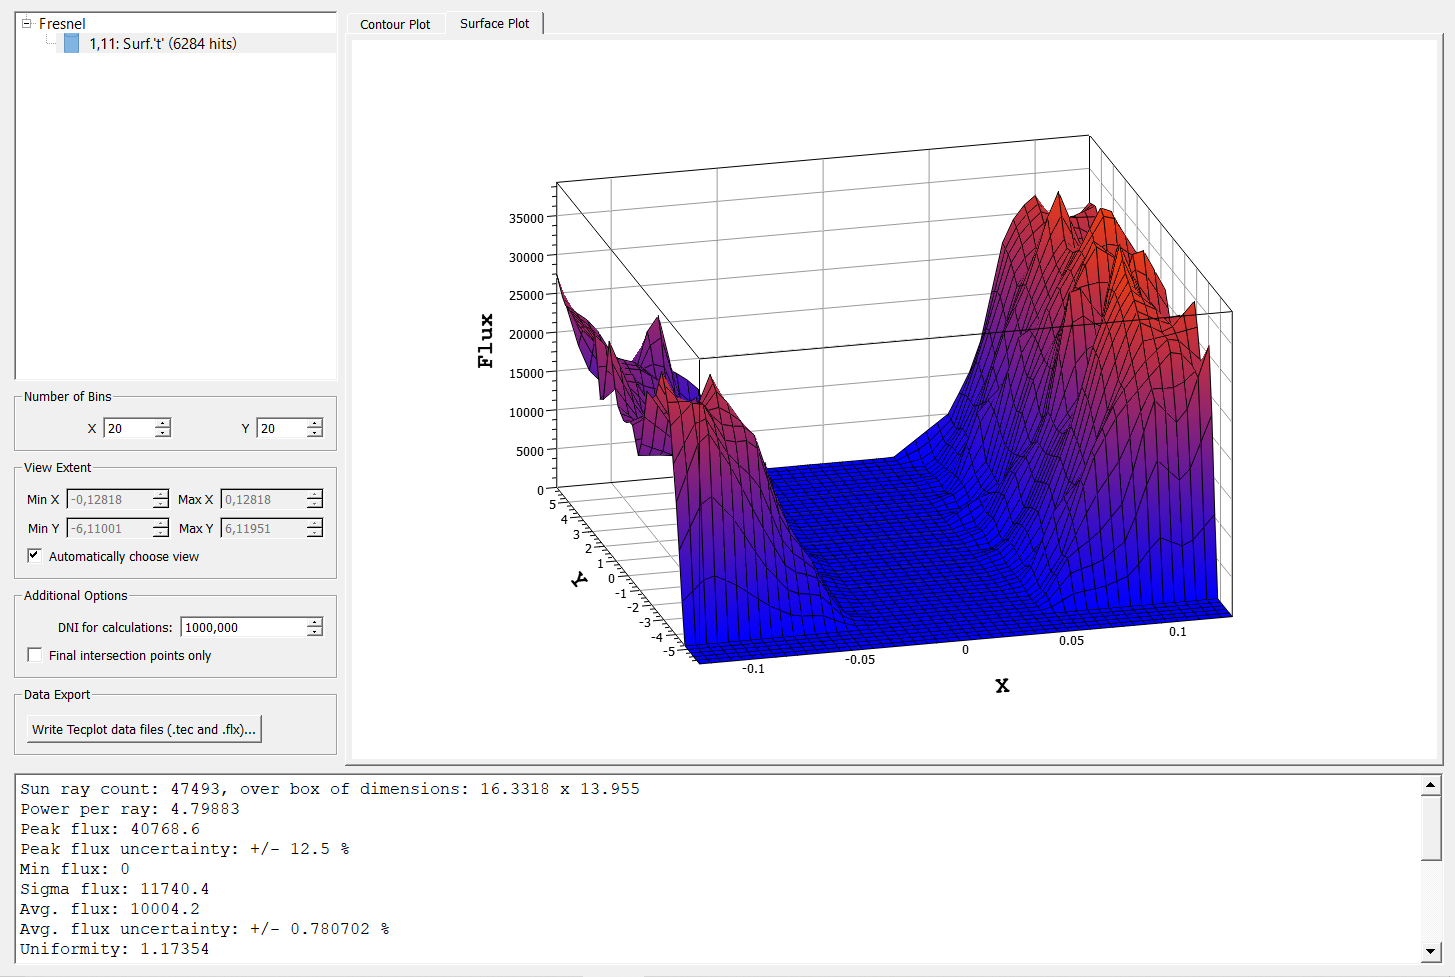 Fresnel
1,11: Surf.'t' (6284 hits)
Number of Bins
X 20 Y 20
View Extent
Min X -0,12818 Max X 0,12818
Min Y -6,11001 Max Y 6,11951
Automatically choose view
Additional Options
DNI for calculations: 1000,000
Final intersection points only
Data Export
Write Tecplot data files (.tec and .flx)...
Contour Plot Surface Plot
Flux
35000
30000
25000
20000
15000
10000
5000
0
Y
5
4
3
2
1
0
-1
-2
-3
-4
-5
-0.1 -0.05 0 0.05 0.1
X
Sun ray count: 47493, over box of dimensions: 16.3318 x 13.955
Power per ray: 4.79883
Peak flux: 40768.6
Peak flux uncertainty: +/- 12.5 %
Min flux: 0
Sigma flux: 11740.4
Avg. flux: 10004.2
Avg. flux uncertainty: +/- 0.780702 %
Uniformity: 1.17354